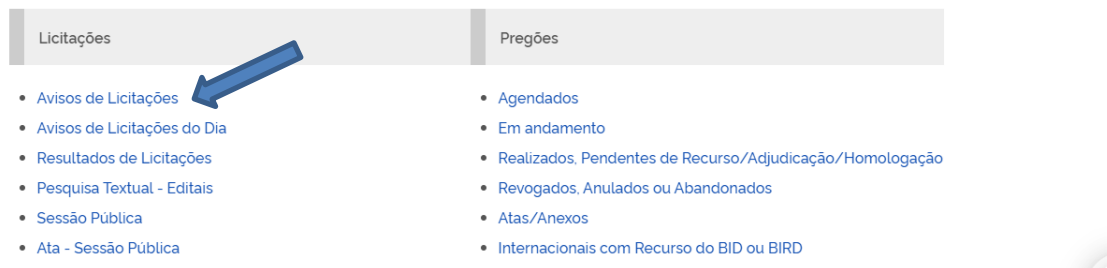 Licitações
Avisos de Licitações
Avisos de Licitações do Dia
Resultados de Licitações
Pesquisa Textual - Editais
Sessão Pública
Ata - Sessão Pública
Pregões
Agendados
Em andamento
Realizados, Pendentes de Recurso/Adjudicação/Homologação
Revogados, Anulados ou Abandonados
Atas/Anexos
Internacionais com Recurso do BID ou BIRD